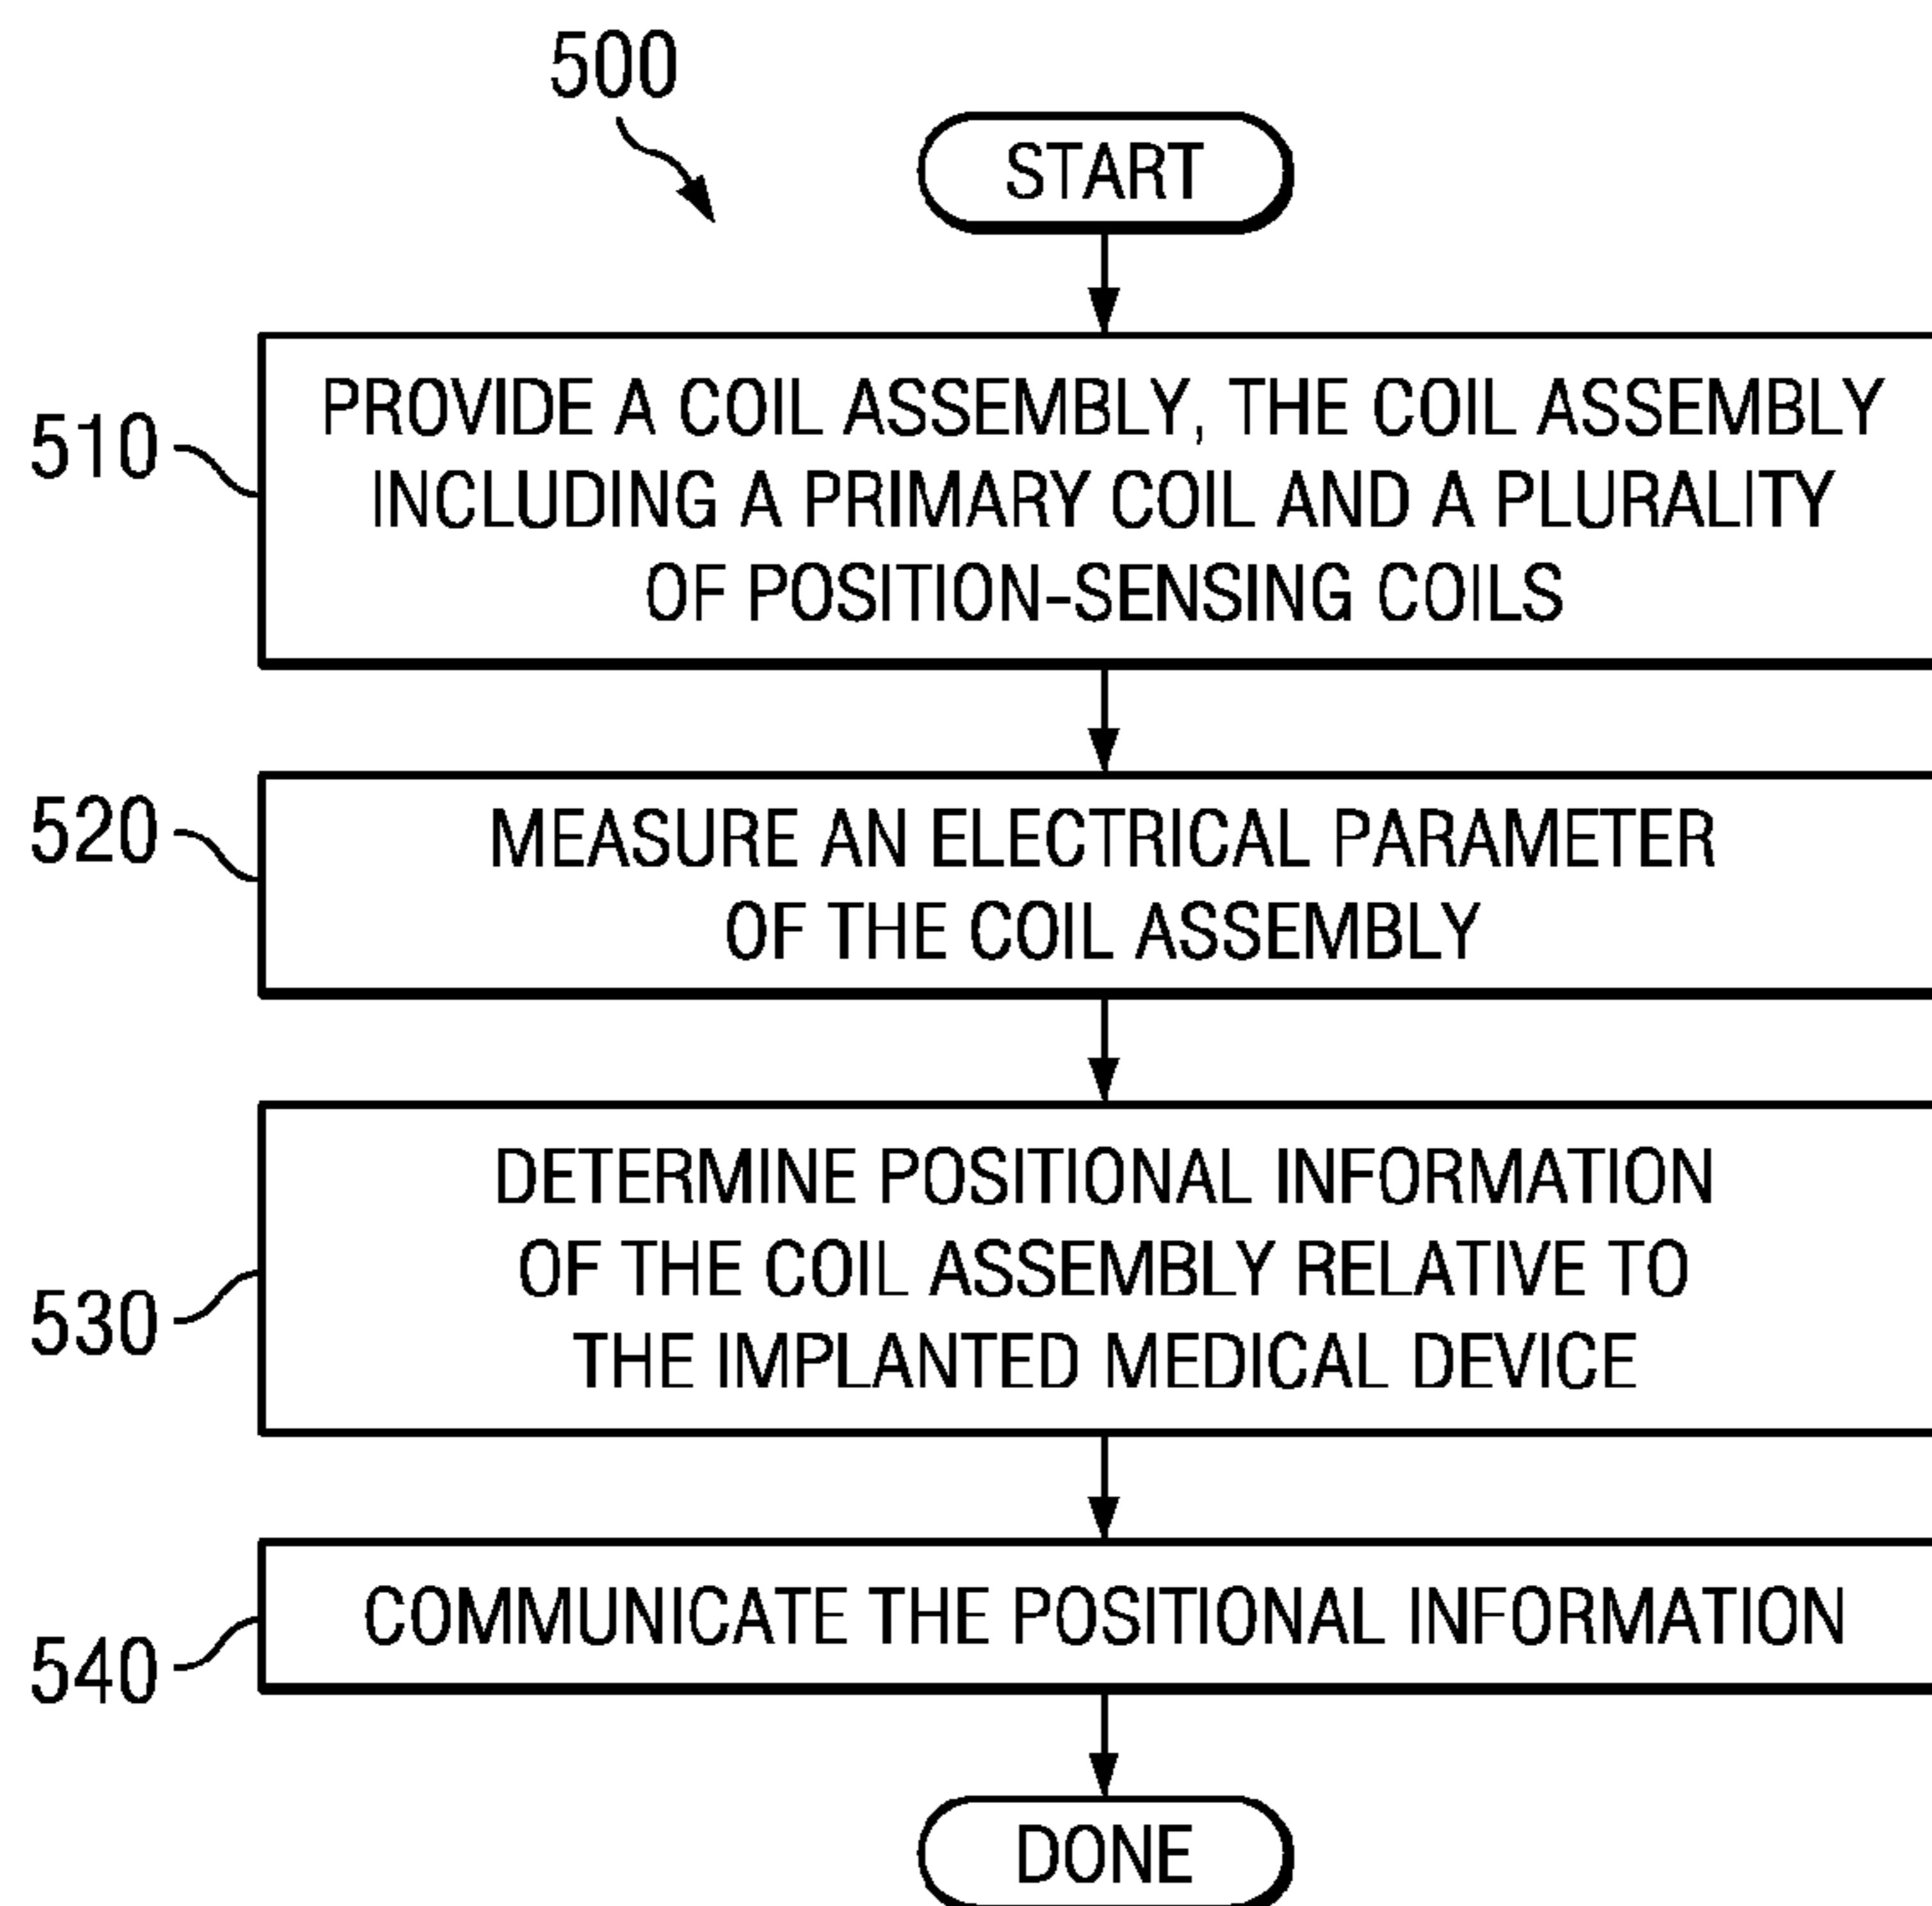 500
START
510
PROVIDE A COIL ASSEMBLY, THE COIL ASSEMBLY
INCLUDING A PRIMARY COIL AND A PLURALITY
OF POSITION-SENSING COILS
520
MEASURE AN ELECTRICAL PARAMETER
OF THE COIL ASSEMBLY
530
DETERMINE POSITIONAL INFORMATION
OF THE COIL ASSEMBLY RELATIVE TO
THE IMPLANTED MEDICAL DEVICE
540
COMMUNICATE THE POSITIONAL INFORMATION
DONE